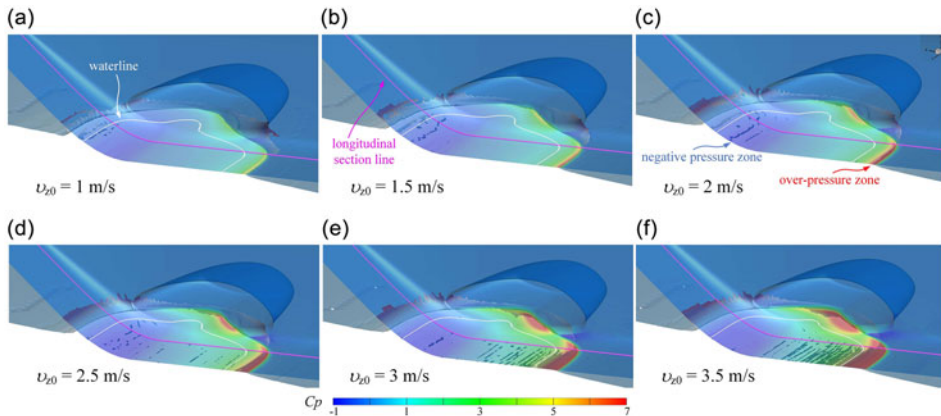 (a)
(b)
(c)
waterline
longitudinal
section line
negative pressure zone
over-pressure zone
υz0 = 1 m/s
υz0 = 1.5 m/s
υz0 = 2 m/s
(d)
(e)
(f)
υz0 = 2.5 m/s
υz0 = 3 m/s
υz0 = 3.5 m/s
Cp
-1 1 3 5 7